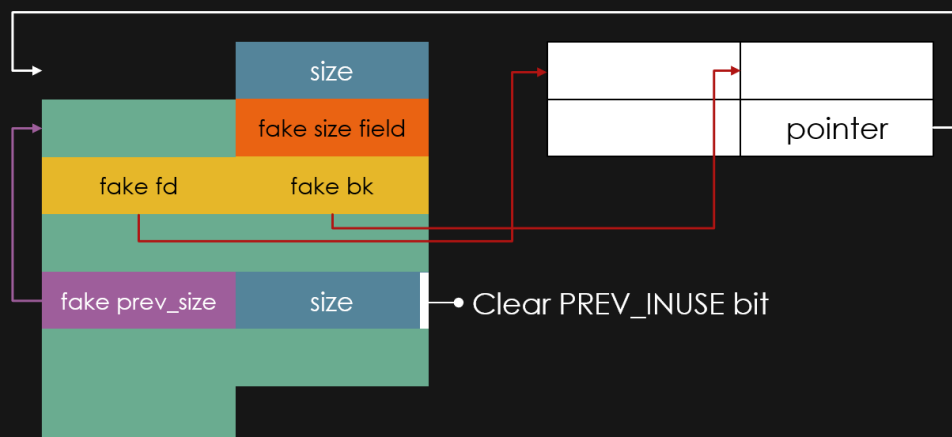 size
fake size field
pointer
fake fd
fake bk
fake prev_size
size
Clear PREV_INUSE bit